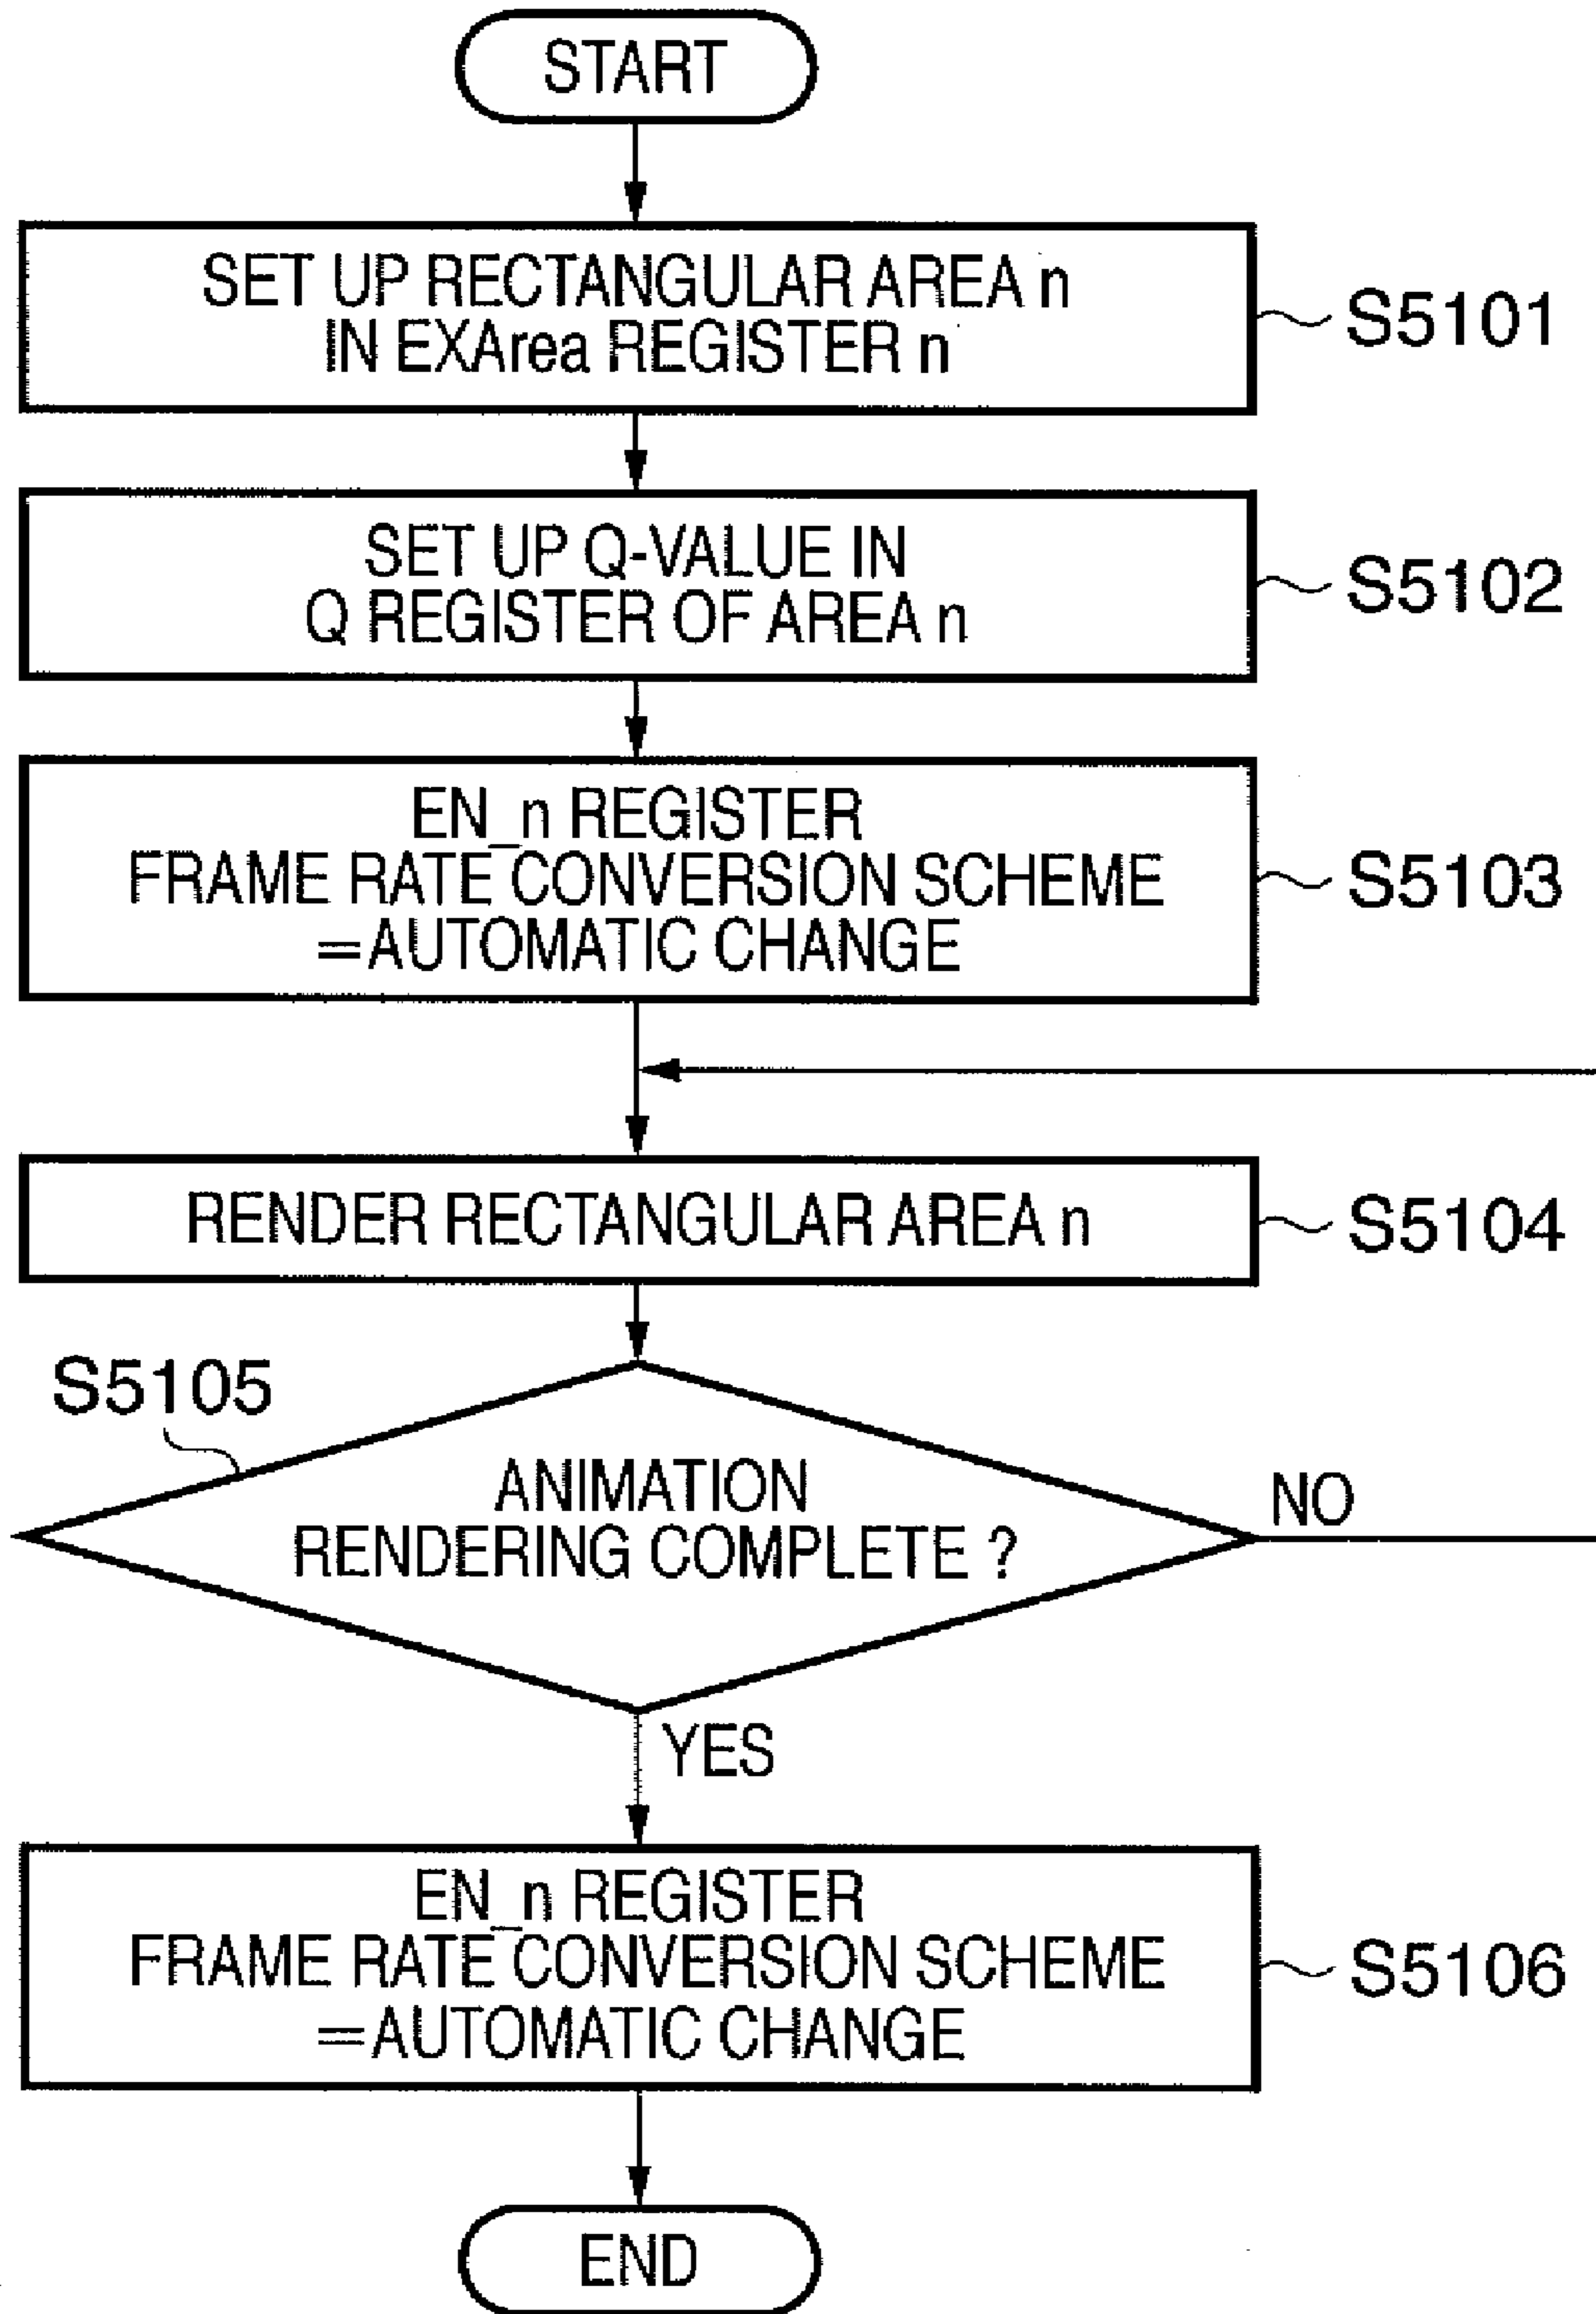 START
SET UP RECTANGULAR AREA n
IN EXArea REGISTER n
S5101
SET UP Q-VALUE IN
Q REGISTER OF AREA n
S5102
EN_n REGISTER
FRAME RATE CONVERSION SCHEME
=AUTOMATIC CHANGE
S5103
RENDER RECTANGULAR AREA n
S5104
S5105
ANIMATION
RENDERING COMPLETE ?
NO
YES
EN_n REGISTER
FRAME RATE CONVERSION SCHEME
=AUTOMATIC CHANGE
S5106
END